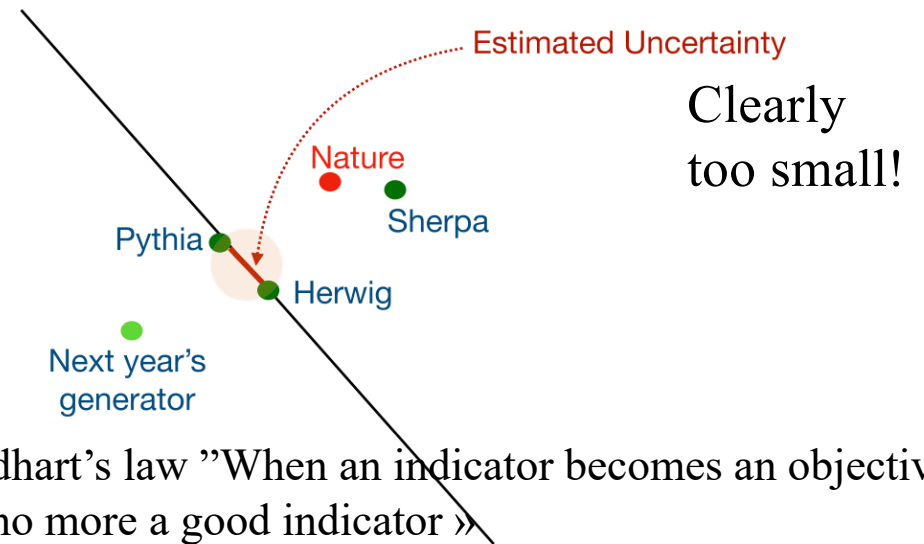 Estimated Uncertainty
Clearly
too small!
Nature
Sherpa
Pythia
Herwig
Next year's
generator
dhart's law ”When an indicator becomes an objectiv
no more a good indicator »